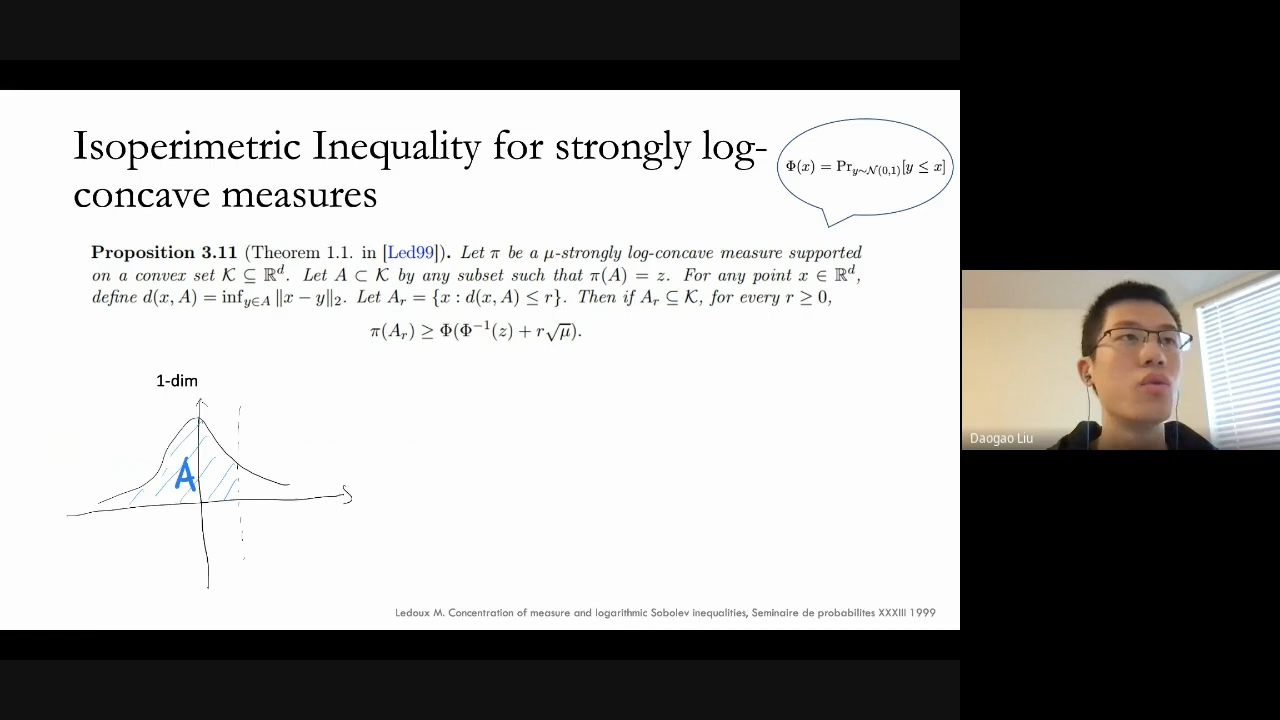 Isoperimetric Inequality for strongly log-
concave measures
Φ(x) = Pr_{y∼𝒩(0,1)}[y ≤ x]
Proposition 3.11 (Theorem 1.1. in [Led99]). Let π be a μ-strongly log-concave measure supported
on a convex set 𝒦 ⊆ ℝ^d. Let A ⊂ 𝒦 by any subset such that π(A) = z. For any point x ∈ ℝ^d,
define d(x, A) = inf_{y∈A} ‖x − y‖₂. Let A_r = {x : d(x, A) ≤ r}. Then if A_r ⊆ 𝒦, for every r ≥ 0,
π(A_r) ≥ Φ(Φ^{−1}(z) + r√μ).
1-dim
A
Ledoux M. Concentration of measure and logarithmic Sobolev inequalities, Seminaire de probabilites XXXIII 1999
Daogao Liu